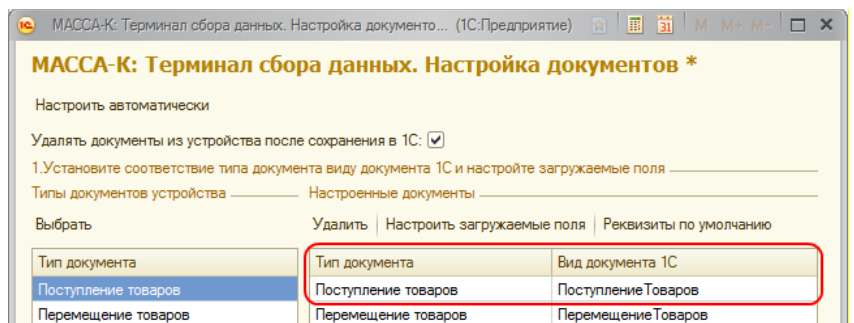 МАССА-К: Терминал сбора данных. Настройка документо... (1С:Предприятие) M M+ M-
МАССА-К: Терминал сбора данных. Настройка документов *
Настроить автоматически
Удалять документы из устройства после сохранения в 1С:
1.Установите соответствие типа документа виду документа 1С и настройте загружаемые поля
Типы документов устройства Настроенные документы
Выбрать Удалить Настроить загружаемые поля Реквизиты по умолчанию
Тип документа Тип документа Вид документа 1С
Поступление товаров Поступление товаров ПоступлениеТоваров
Перемещение товаров Перемещение товаров ПеремещениеТоваров